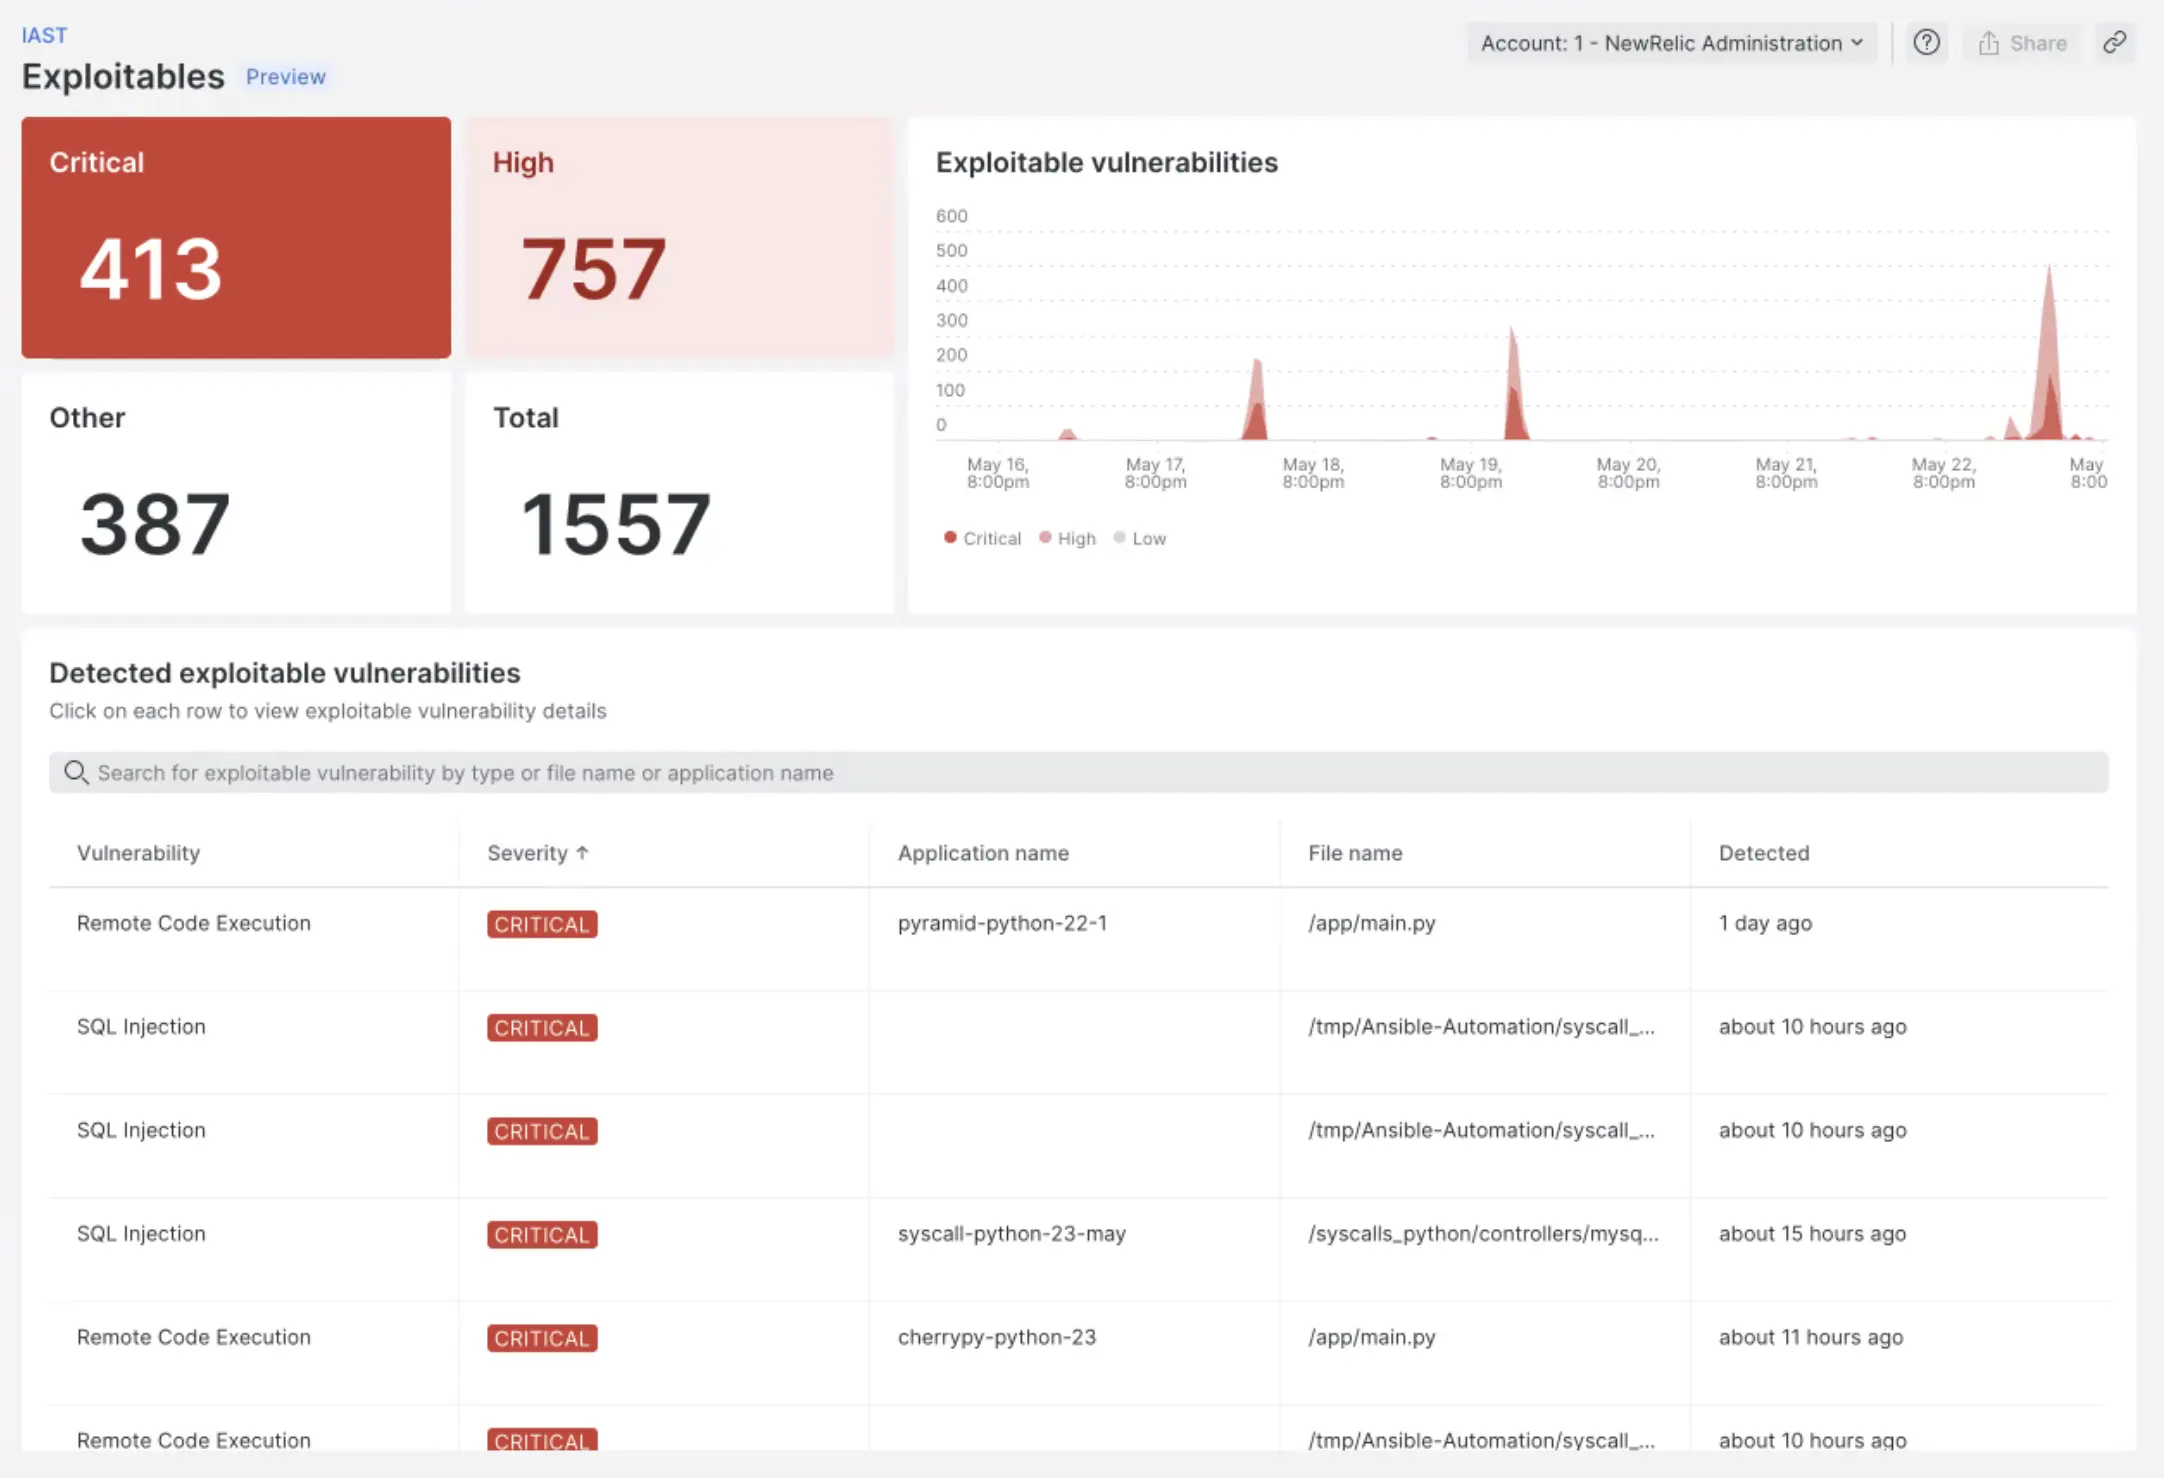 IAST
Exploitables Preview
Account: 1 - NewRelic Administration
Share
Critical
413
High
757
Other
387
Total
1557
Exploitable vulnerabilities
600
500
400
300
200
100
0
May 16, 8:00pm
May 17, 8:00pm
May 18, 8:00pm
May 19, 8:00pm
May 20, 8:00pm
May 21, 8:00pm
May 22, 8:00pm
May 8:00
Critical High Low
Detected exploitable vulnerabilities
Click on each row to view exploitable vulnerability details
Search for exploitable vulnerability by type or file name or application name
Vulnerability Severity ↑ Application name File name Detected
Remote Code Execution CRITICAL pyramid-python-22-1 /app/main.py 1 day ago
SQL Injection CRITICAL /tmp/Ansible-Automation/syscall_... about 10 hours ago
SQL Injection CRITICAL /tmp/Ansible-Automation/syscall_... about 10 hours ago
SQL Injection CRITICAL syscall-python-23-may /syscalls_python/controllers/mysq... about 15 hours ago
Remote Code Execution CRITICAL cherrypy-python-23 /app/main.py about 11 hours ago
Remote Code Execution CRITICAL /tmp/Ansible-Automation/syscall_... about 10 hours ago